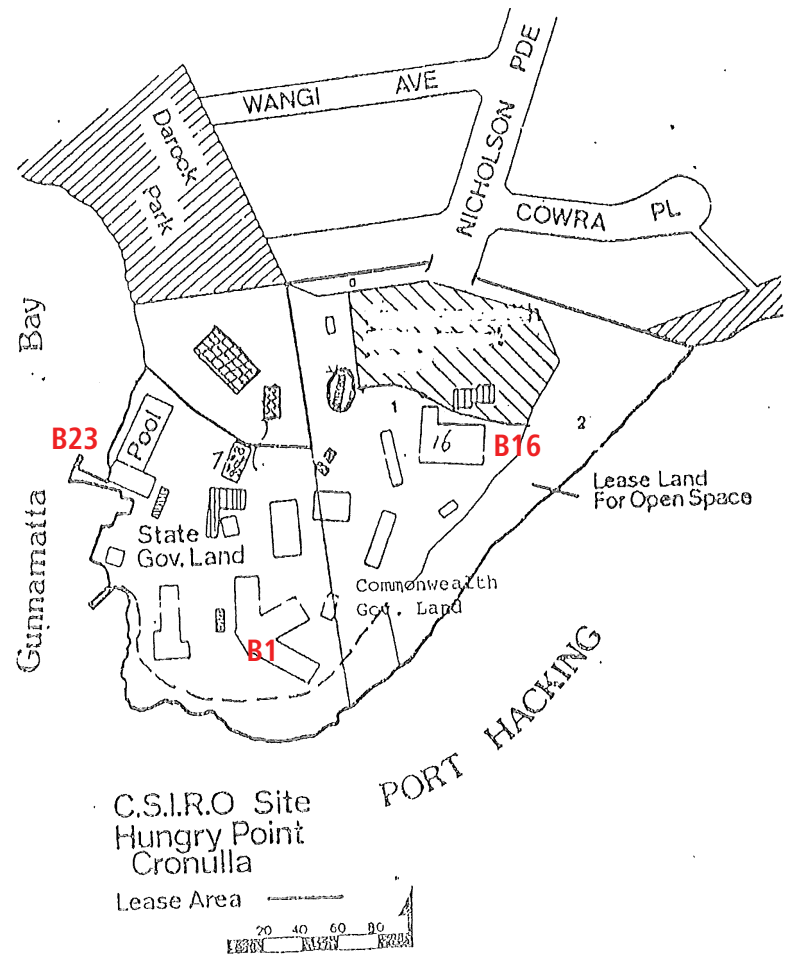 NICHOLSON PDE
WANGI AVE
Darook
Park
COWRA PL
0
Bay
Gunnamatta
1
2
Pool
B23
16
B16
7
Lease Land
For Open Space
State
Gov. Land
Commonwealth
Gov. Land
B1
PORT HACKING
C.S.I.R.O Site
Hungry Point
Cronulla
Lease Area
20 40 60 80